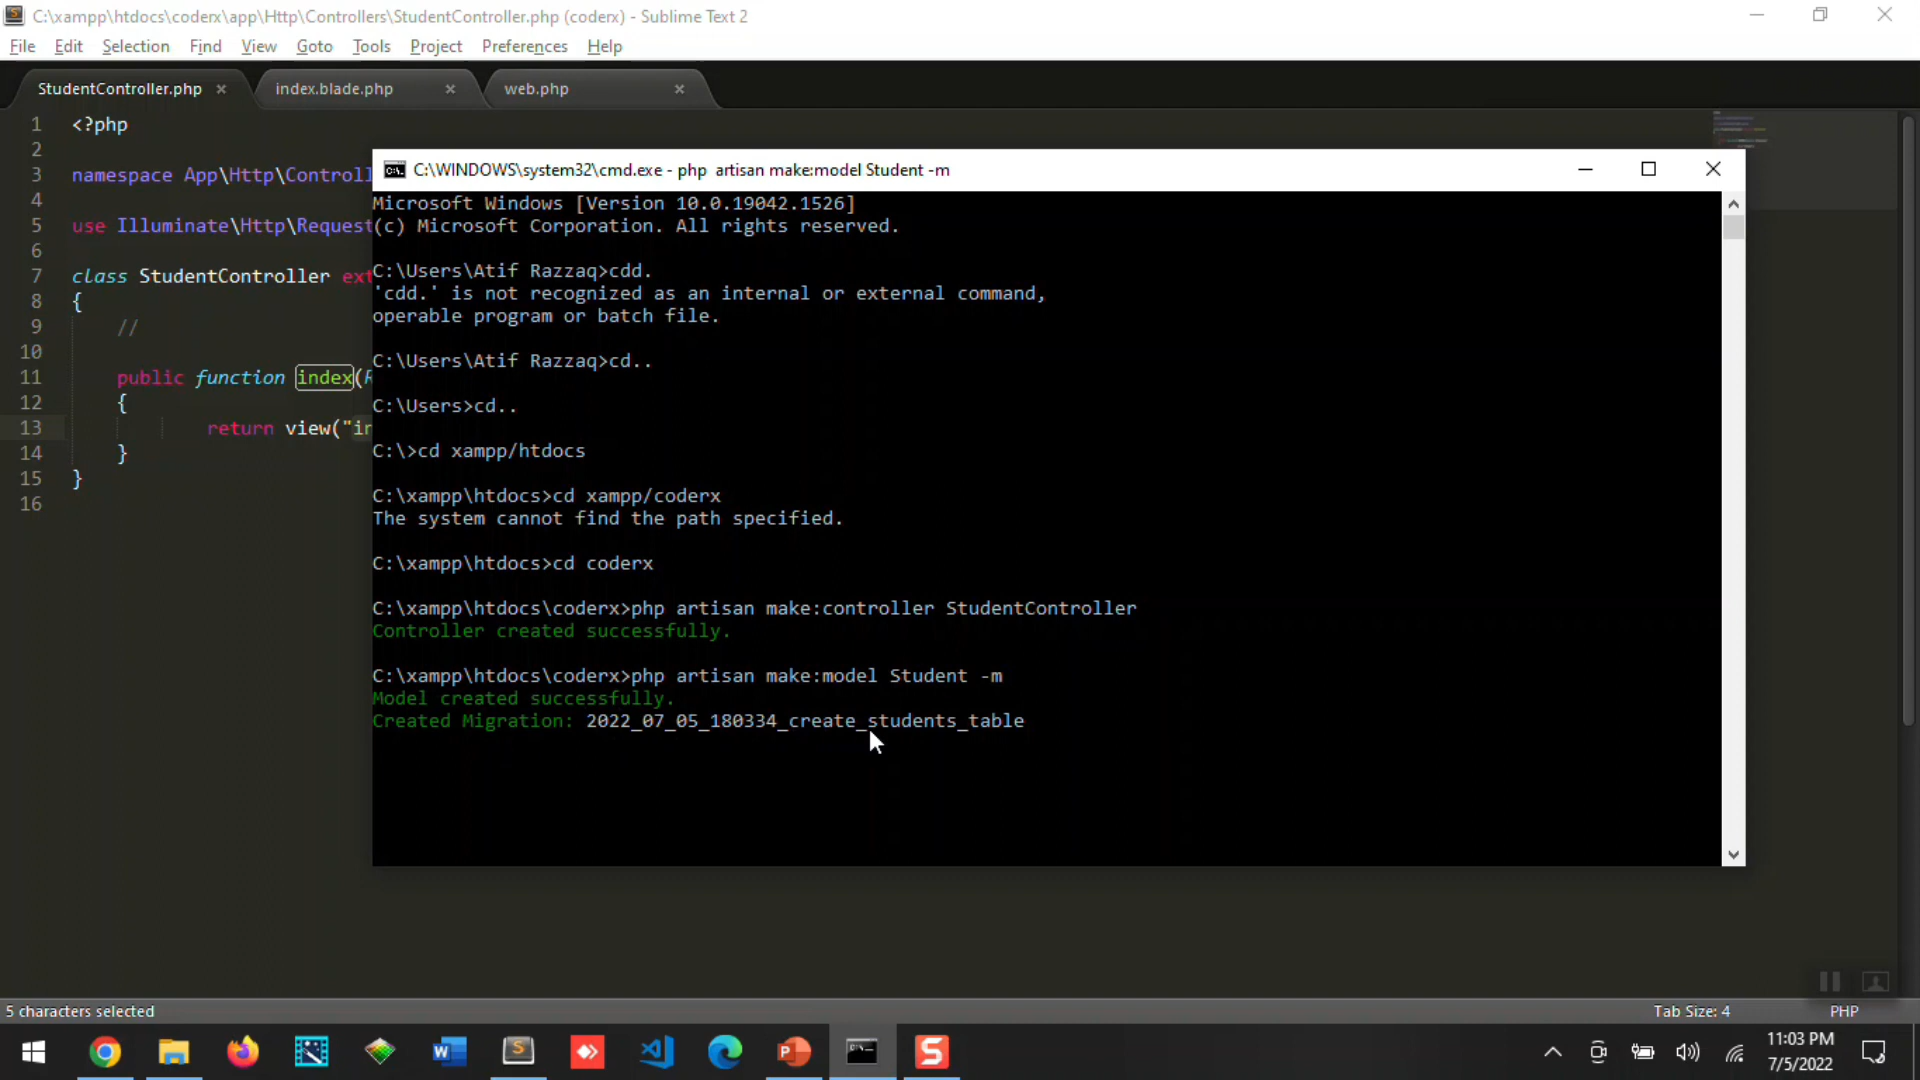 C:\xampp\htdocs\coderx\app\Http\Controllers\StudentController.php (coderx) - Sublime Text 2
File Edit Selection Find View Goto Tools Project Preferences Help
StudentController.php × index.blade.php × web.php ×
1 <?php
2
3 namespace App\Http\Controll
4
5 use Illuminate\Http\Request
6
7 class StudentController ext
8 {
9 //
10
11 public function index(R
12 {
13 return view("in
14 }
15 }
16
C:\WINDOWS\system32\cmd.exe - php  artisan make:model Student -m
Microsoft Windows [Version 10.0.19042.1526]
(c) Microsoft Corporation. All rights reserved.
C:\Users\Atif Razzaq>cdd.
'cdd.' is not recognized as an internal or external command,
operable program or batch file.
C:\Users\Atif Razzaq>cd..
C:\Users>cd..
C:\>cd xampp/htdocs
C:\xampp\htdocs>cd xampp/coderx
The system cannot find the path specified.
C:\xampp\htdocs>cd coderx
C:\xampp\htdocs\coderx>php artisan make:controller StudentController
Controller created successfully.
C:\xampp\htdocs\coderx>php artisan make:model Student -m
Model created successfully.
Created Migration: 2022_07_05_180334_create_students_table
5 characters selected
Tab Size: 4 PHP
11:03 PM
7/5/2022